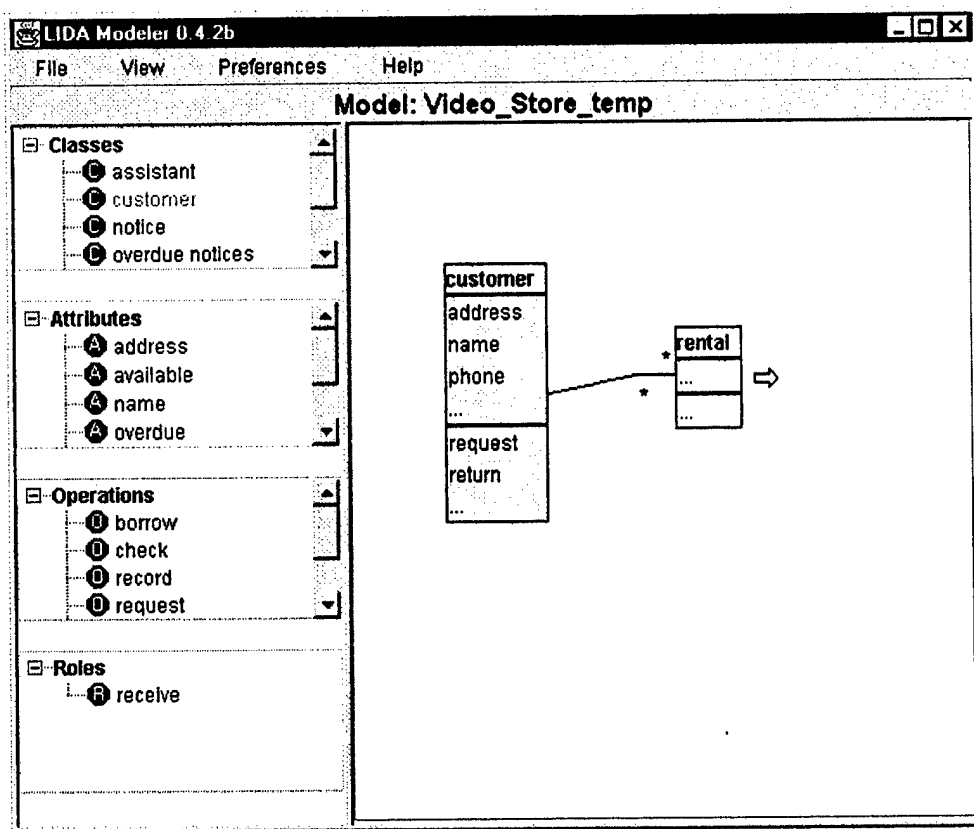 LIDA Modeler 0.4.2b
File View Preferences Help
Model: Video_Store_temp
Classes
C assistant
C customer
C notice
C overdue notices
Attributes
A address
A available
A name
A overdue
Operations
O borrow
O check
O record
O request
Roles
R receive
customer
address
name
phone
...
request
return
...
*
*
rental
...
...